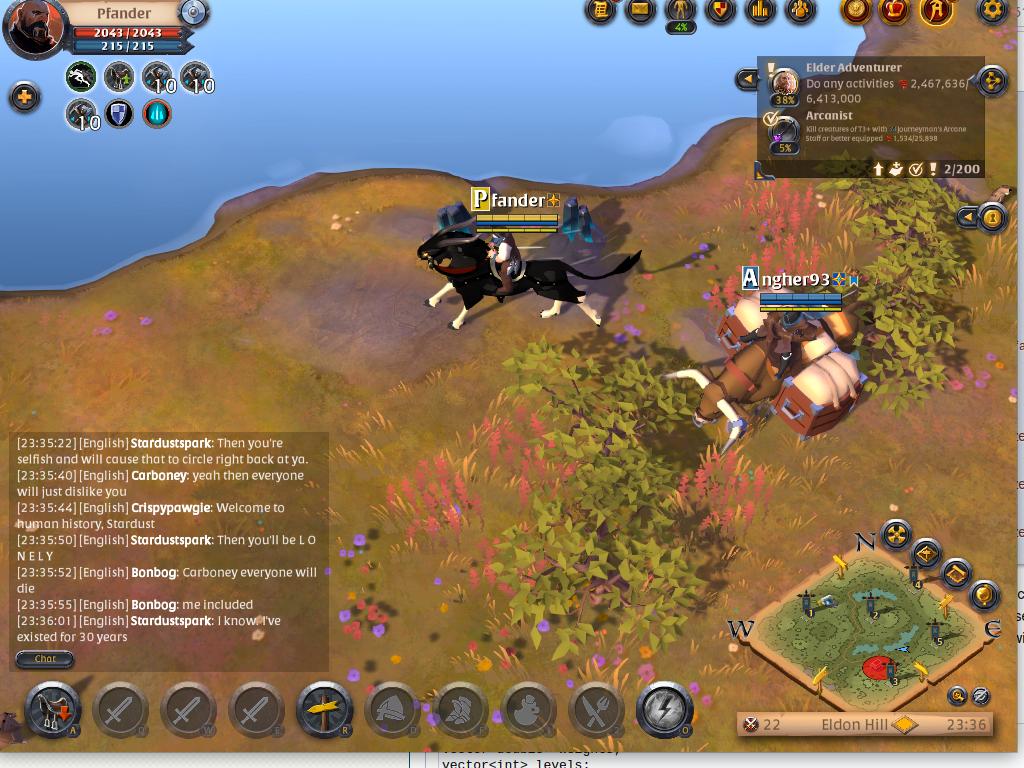 Pfander
2043 / 2043
215 / 215
10
10
10
4%
Elder Adventurer
Do any activities 2,467,636/
6,413,000
38%
Arcanist
Kill creatures of T3+ with Journeyman's Arcane
Staff or better equipped 1,534/25,898
5%
2/200
1
Pfander
Angher93
[23:35:22] [English] Stardustspark: Then you're
selfish and will cause that to circle right back at ya.
[23:35:40] [English] Carboney: yeah then everyone
will just dislike you
[23:35:44] [English] Crispypawgie: Welcome to
human history, Stardust
[23:35:50] [English] Stardustspark: Then you'll be L O
N E L Y
[23:35:52] [English] Bonbog: Carboney everyone will
die
[23:35:55] [English] Bonbog: me included
[23:36:01] [English] Stardustspark: I know. I've
existed for 30 years
Chat
A
Q
W
E
R
D
F
O
N
W
E
1
2
3
4
5
22
Eldon Hill
23:36
vector<int> levels;